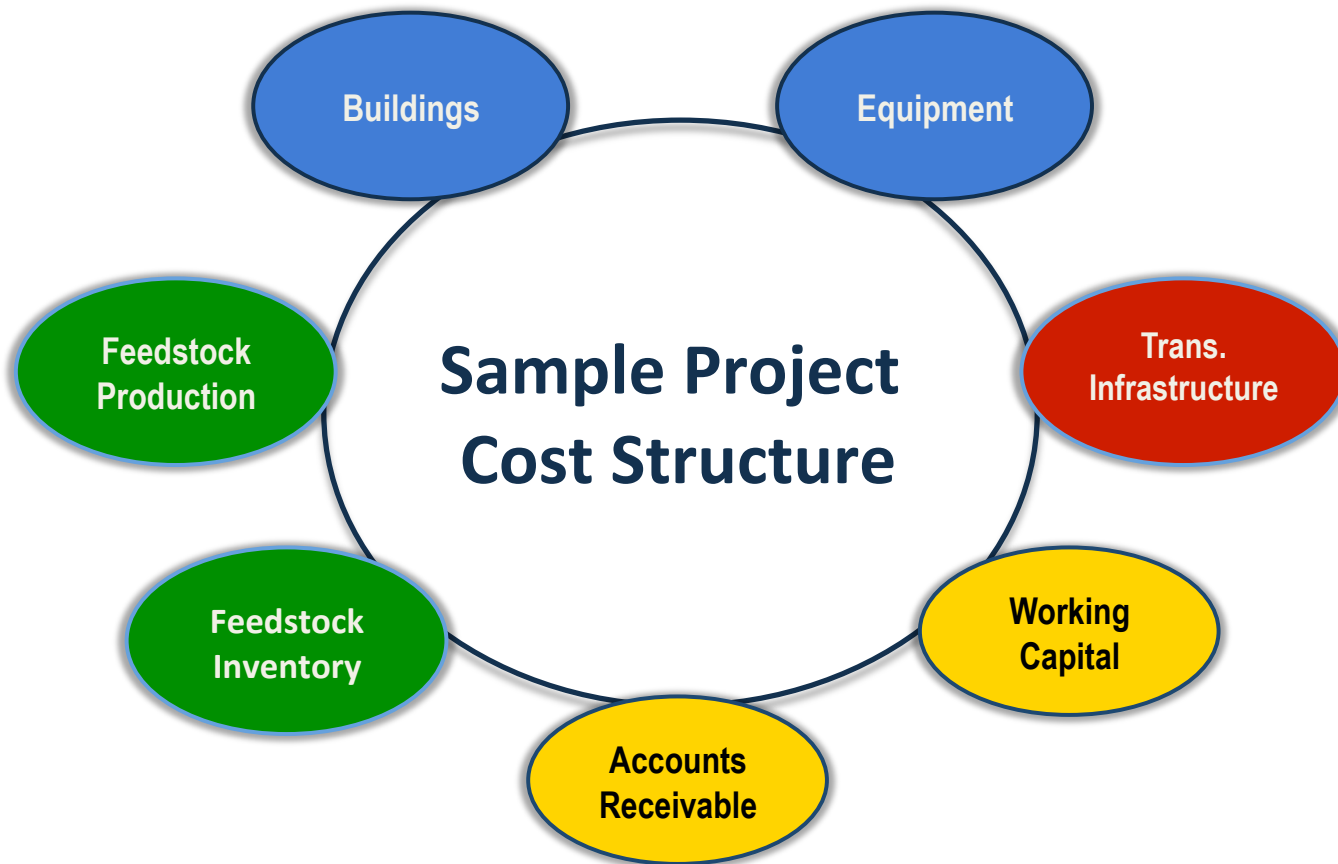 Buildings
Equipment
Feedstock
Production
Sample Project
Cost Structure
Trans.
Infrastructure
Feedstock
Inventory
Working
Capital
Accounts
Receivable